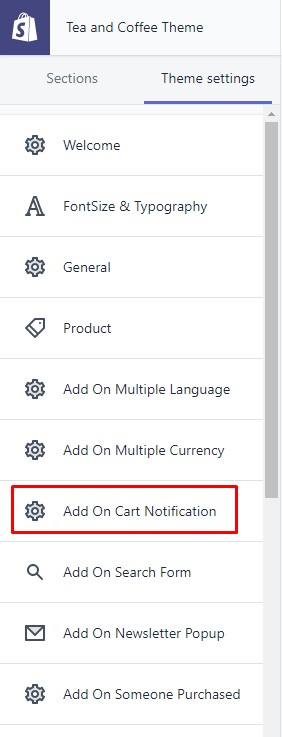 Tea and Coffee Theme
Sections Theme settings
Welcome
FontSize & Typography
General
Product
Add On Multiple Language
Add On Multiple Currency
Add On Cart Notification
Add On Search Form
Add On Newsletter Popup
Add On Someone Purchased